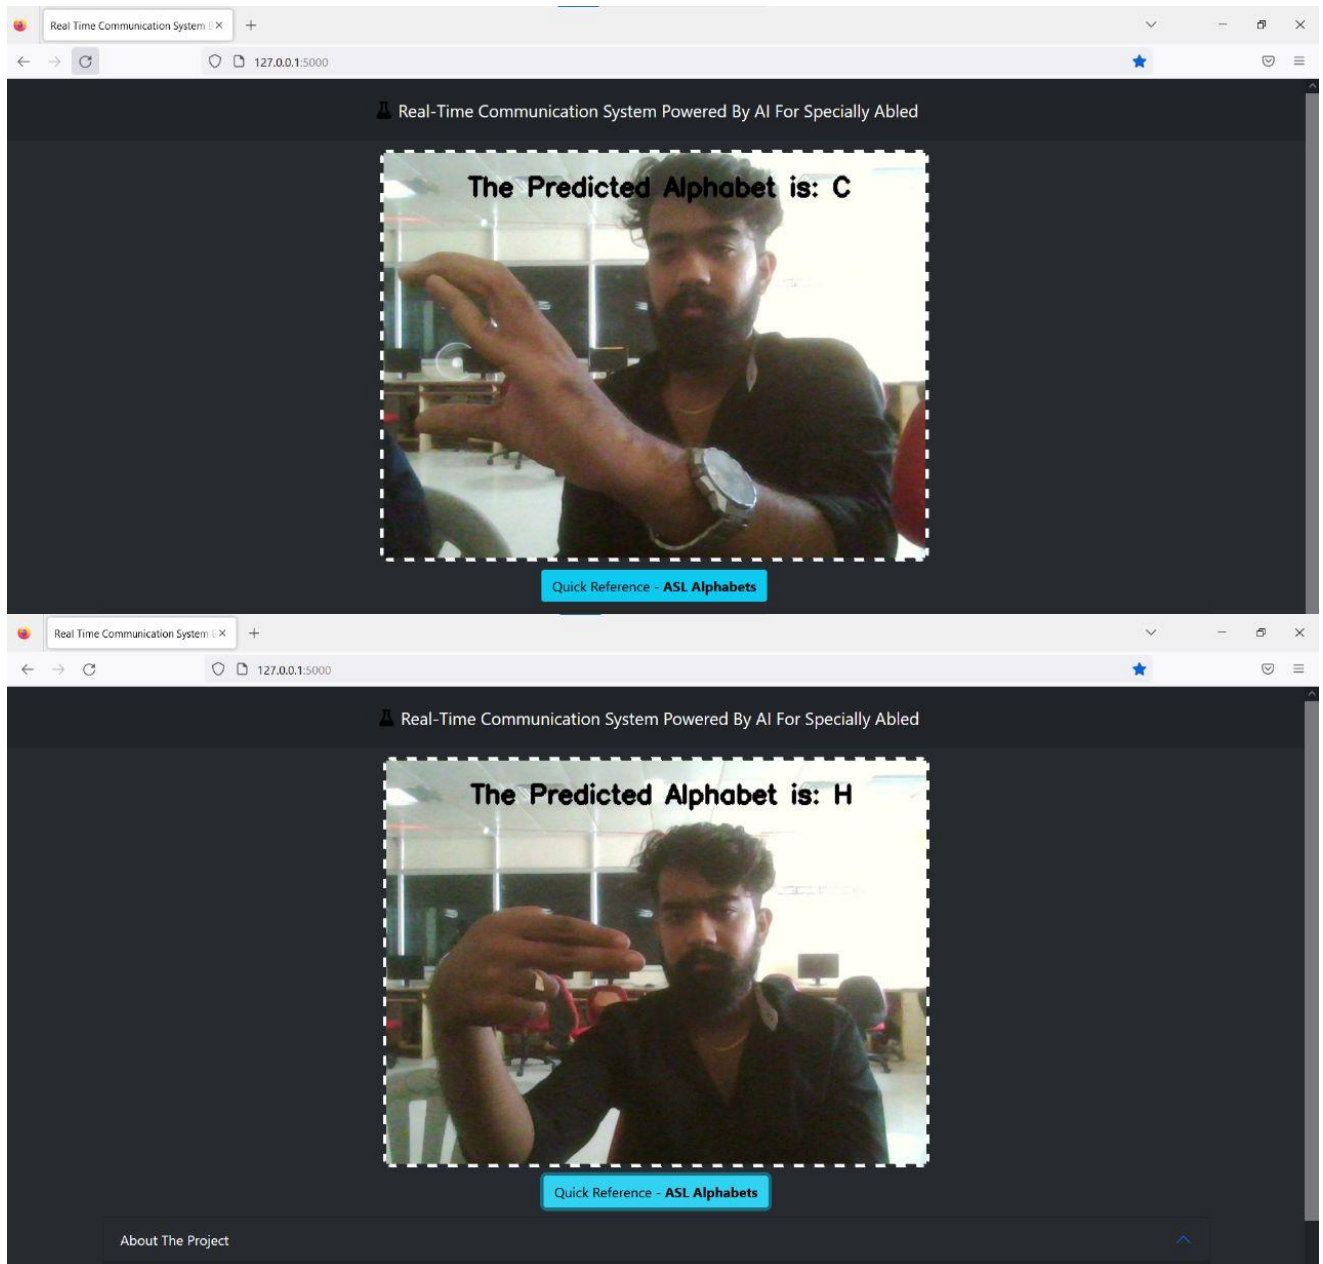 Real Time Communication System
127.0.0.1:5000
Real-Time Communication System Powered By AI For Specially Abled
The Predicted Alphabet is: C
Quick Reference - ASL Alphabets
Real Time Communication System
127.0.0.1:5000
Real-Time Communication System Powered By AI For Specially Abled
The Predicted Alphabet is: H
Quick Reference - ASL Alphabets
About The Project